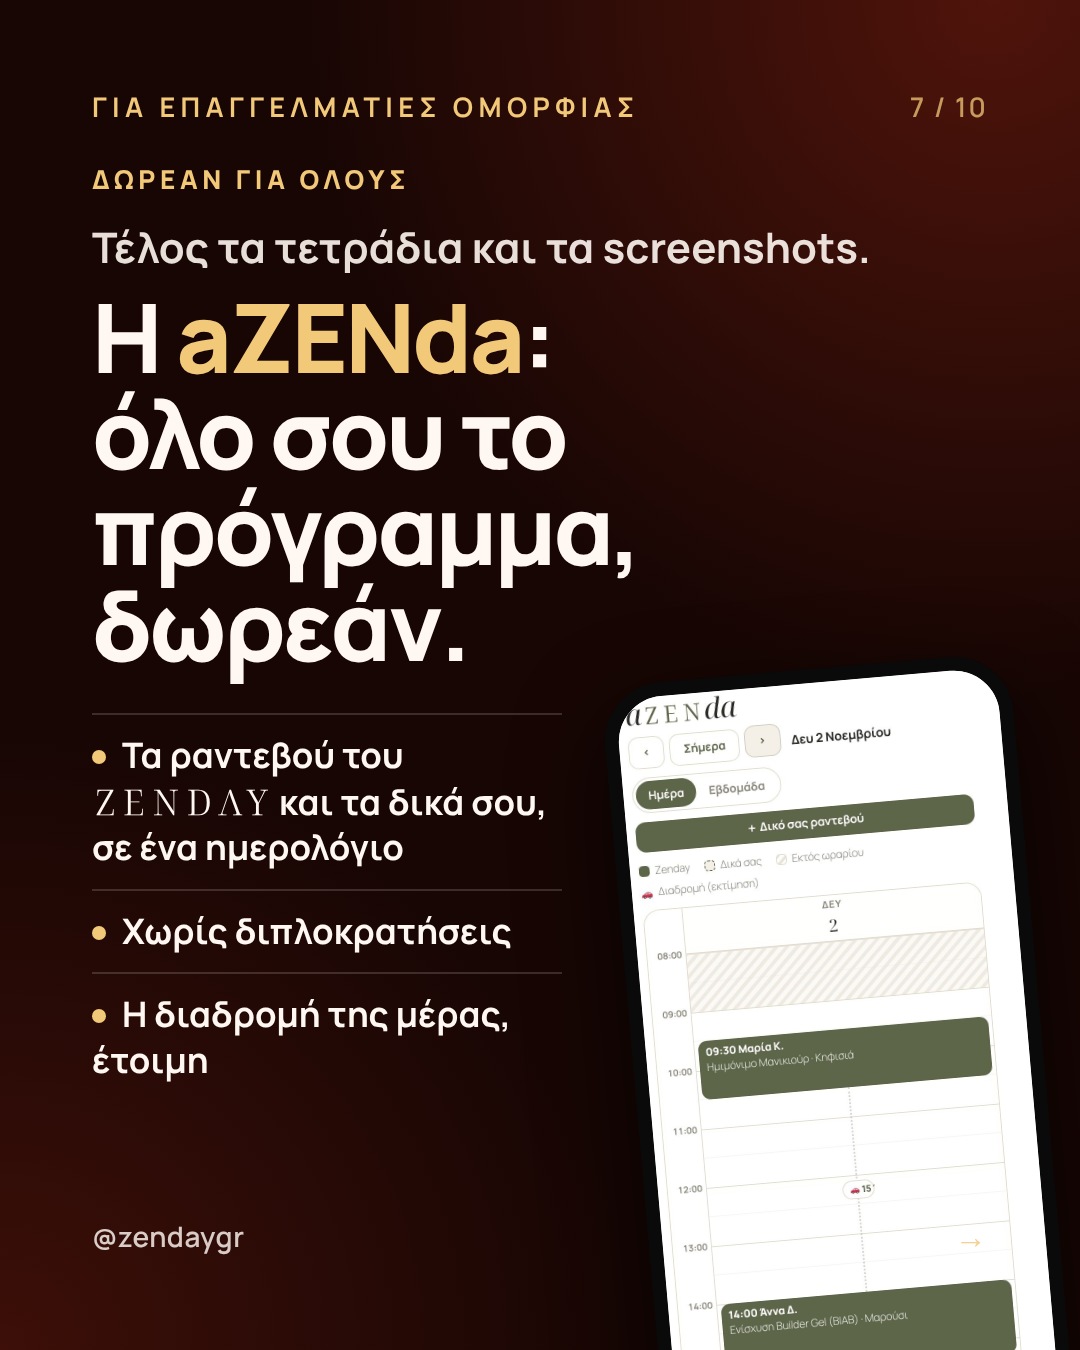 ΓΙΑ ΕΠΑΓΓΕΛΜΑΤΙΕΣ ΟΜΟΡΦΙΑΣ
7 / 10
ΔΩΡΕΑΝ ΓΙΑ ΟΛΟΥΣ
Τέλος τα τετράδια και τα screenshots.
Η aZENda:
όλο σου το
πρόγραμμα,
δωρεάν.
Τα ραντεβού του
ZENDΛY και τα δικά σου,
σε ένα ημερολόγιο
Χωρίς διπλοκρατήσεις
Η διαδρομή της μέρας,
έτοιμη
@zendaygr
aZENda
‹ Σήμερα › Δευ 2 Νοεμβρίου
Ημέρα Εβδομάδα
+ Δικό σας ραντεβού
Zenday Δικά σας Εκτός ωραρίου
🚗 Διαδρομή (εκτίμηση)
ΔΕΥ
2
08:00
09:00
09:30 Μαρία Κ.
Ημιμόνιμο Μανικιούρ · Κηφισιά
10:00
11:00
12:00
🚗 15'
13:00
→
14:00
14:00 Άννα Δ.
Ενίσχυση Builder Gel (BIAB) · Μαρούσι